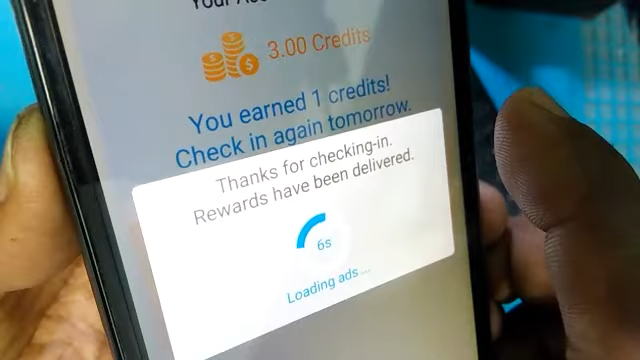 Your
3.00 Credits
You earned 1 credits!
Check in again tomorrow.
Thanks for checking-in.
Rewards have been delivered.
6s
Loading ads...